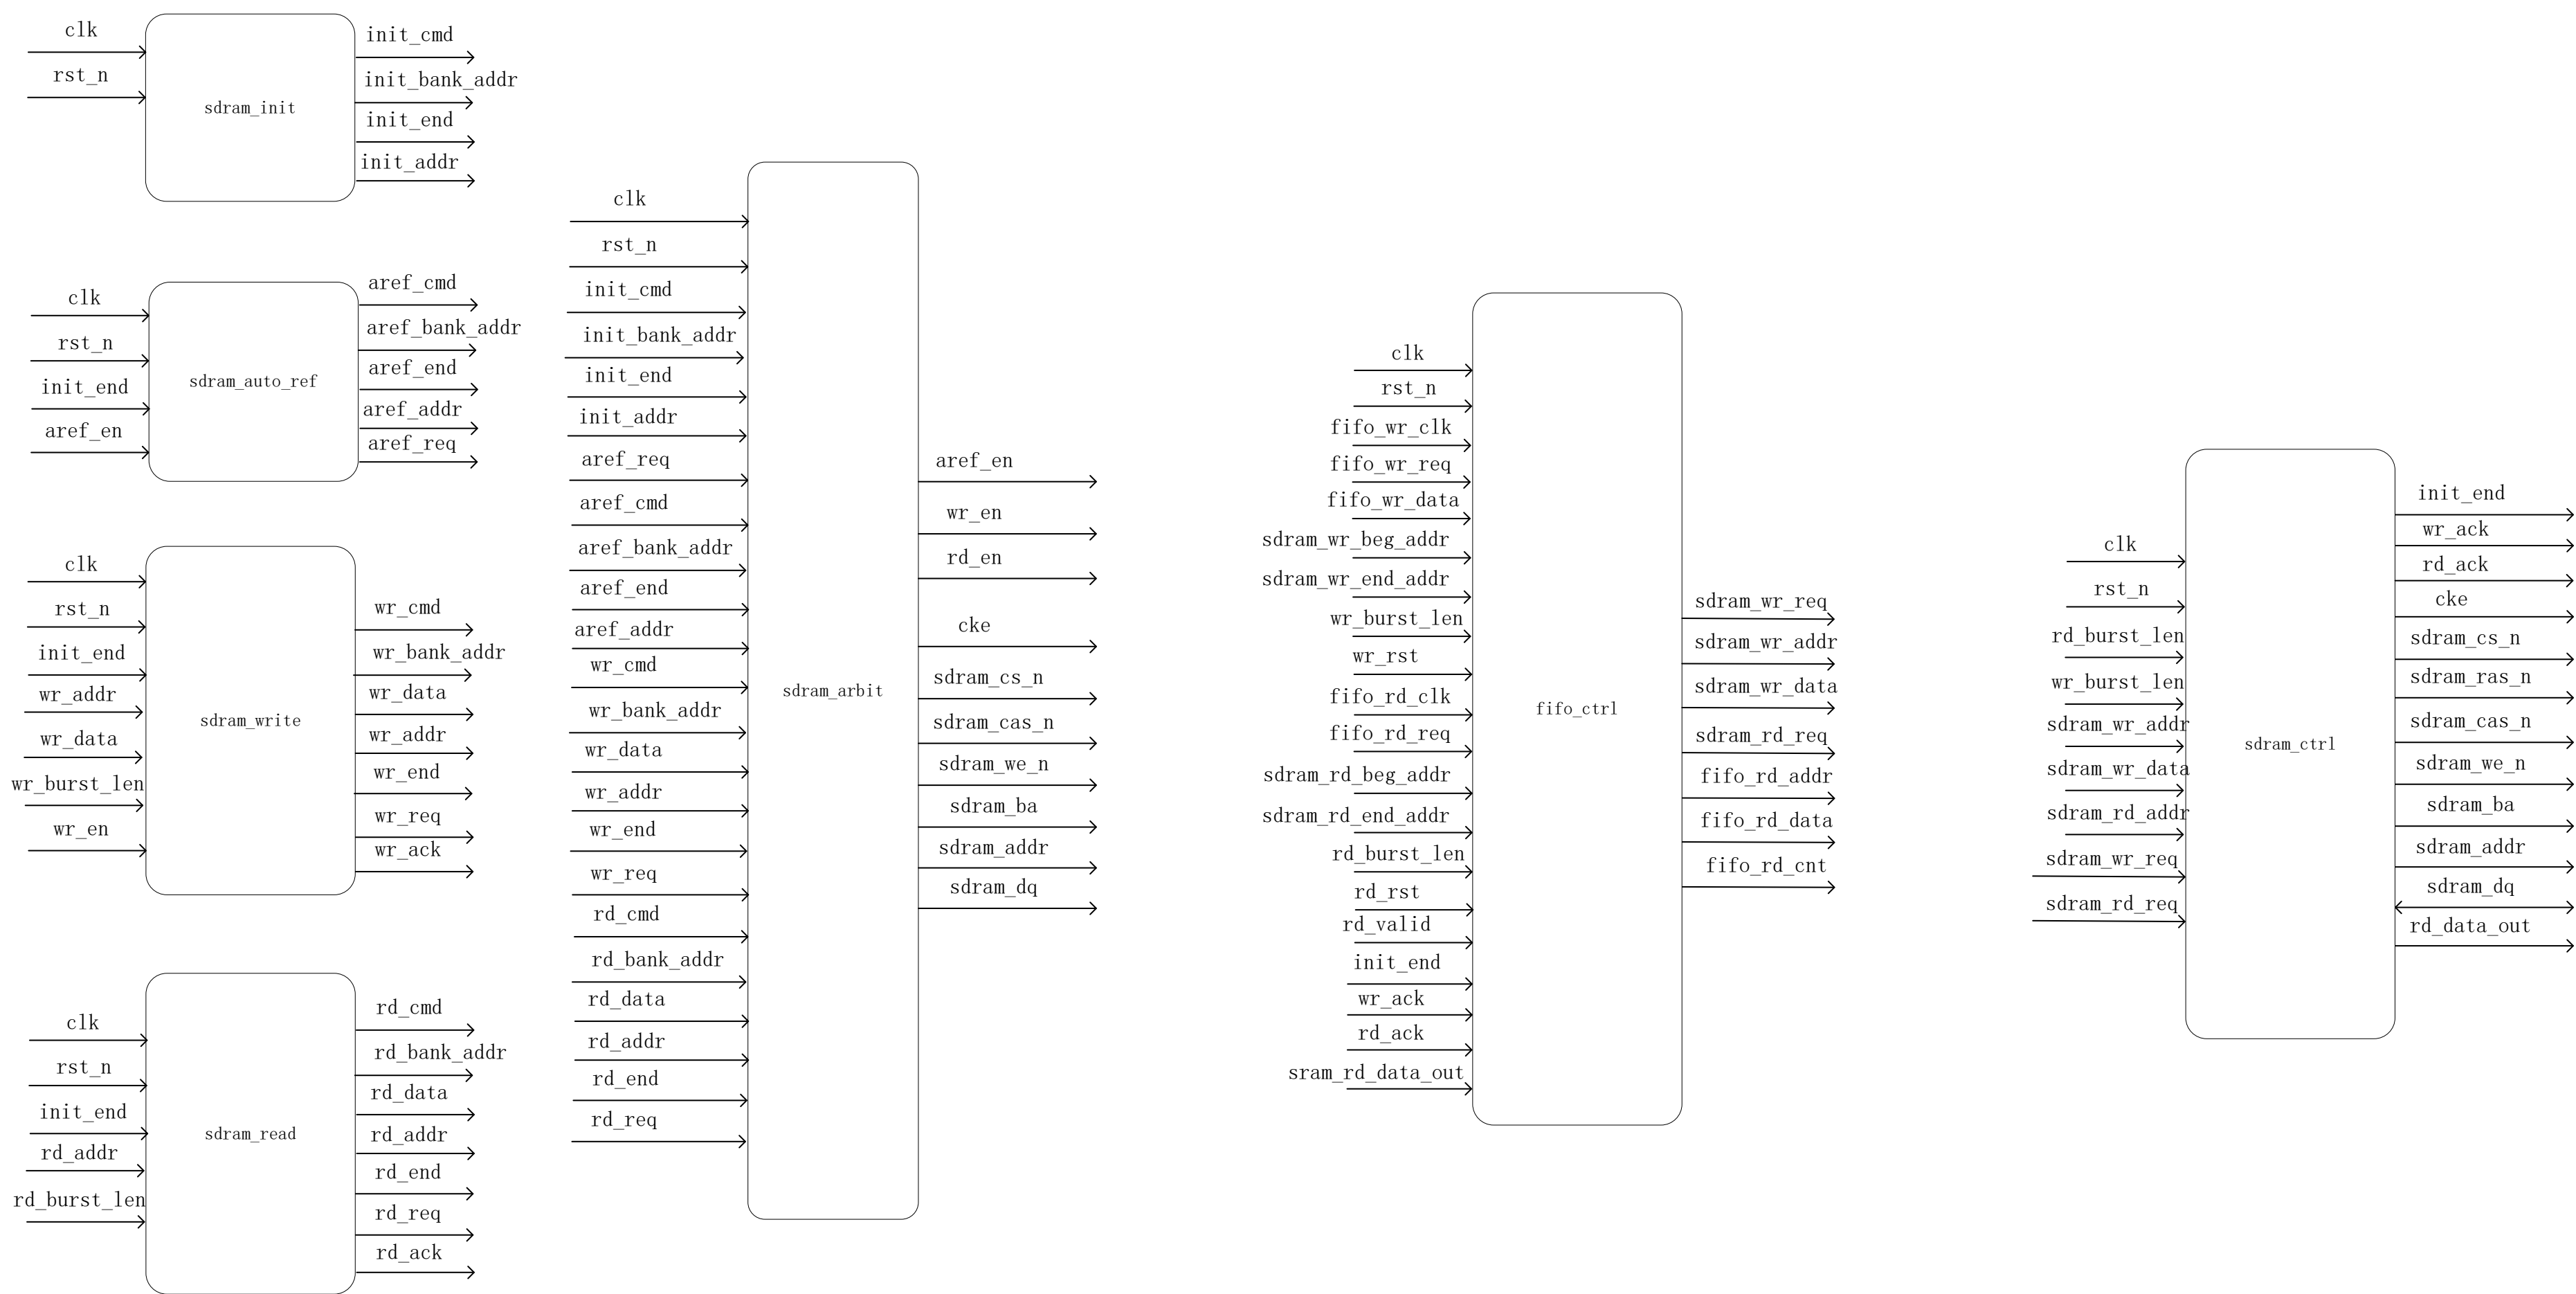 clk
rst_n
sdram_init
init_cmd
init_bank_addr
init_end
init_addr
clk
rst_n
init_end
aref_en
sdram_auto_ref
aref_cmd
aref_bank_addr
aref_end
aref_addr
aref_req
clk
rst_n
init_end
wr_addr
wr_data
wr_burst_len
wr_en
sdram_write
wr_cmd
wr_bank_addr
wr_data
wr_addr
wr_end
wr_req
wr_ack
clk
rst_n
init_end
rd_addr
rd_burst_len
sdram_read
rd_cmd
rd_bank_addr
rd_data
rd_addr
rd_end
rd_req
rd_ack
clk
rst_n
init_cmd
init_bank_addr
init_end
init_addr
aref_req
aref_cmd
aref_bank_addr
aref_end
aref_addr
wr_cmd
wr_bank_addr
wr_data
wr_addr
wr_end
wr_req
rd_cmd
rd_bank_addr
rd_data
rd_addr
rd_end
rd_req
sdram_arbit
aref_en
wr_en
rd_en
cke
sdram_cs_n
sdram_cas_n
sdram_we_n
sdram_ba
sdram_addr
sdram_dq
clk
rst_n
fifo_wr_clk
fifo_wr_req
fifo_wr_data
sdram_wr_beg_addr
sdram_wr_end_addr
wr_burst_len
wr_rst
fifo_rd_clk
fifo_rd_req
sdram_rd_beg_addr
sdram_rd_end_addr
rd_burst_len
rd_rst
rd_valid
init_end
wr_ack
rd_ack
sram_rd_data_out
fifo_ctrl
sdram_wr_req
sdram_wr_addr
sdram_wr_data
sdram_rd_req
fifo_rd_addr
fifo_rd_data
fifo_rd_cnt
clk
rst_n
rd_burst_len
wr_burst_len
sdram_wr_addr
sdram_wr_data
sdram_rd_addr
sdram_wr_req
sdram_rd_req
sdram_ctrl
init_end
wr_ack
rd_ack
cke
sdram_cs_n
sdram_ras_n
sdram_cas_n
sdram_we_n
sdram_ba
sdram_addr
sdram_dq
rd_data_out